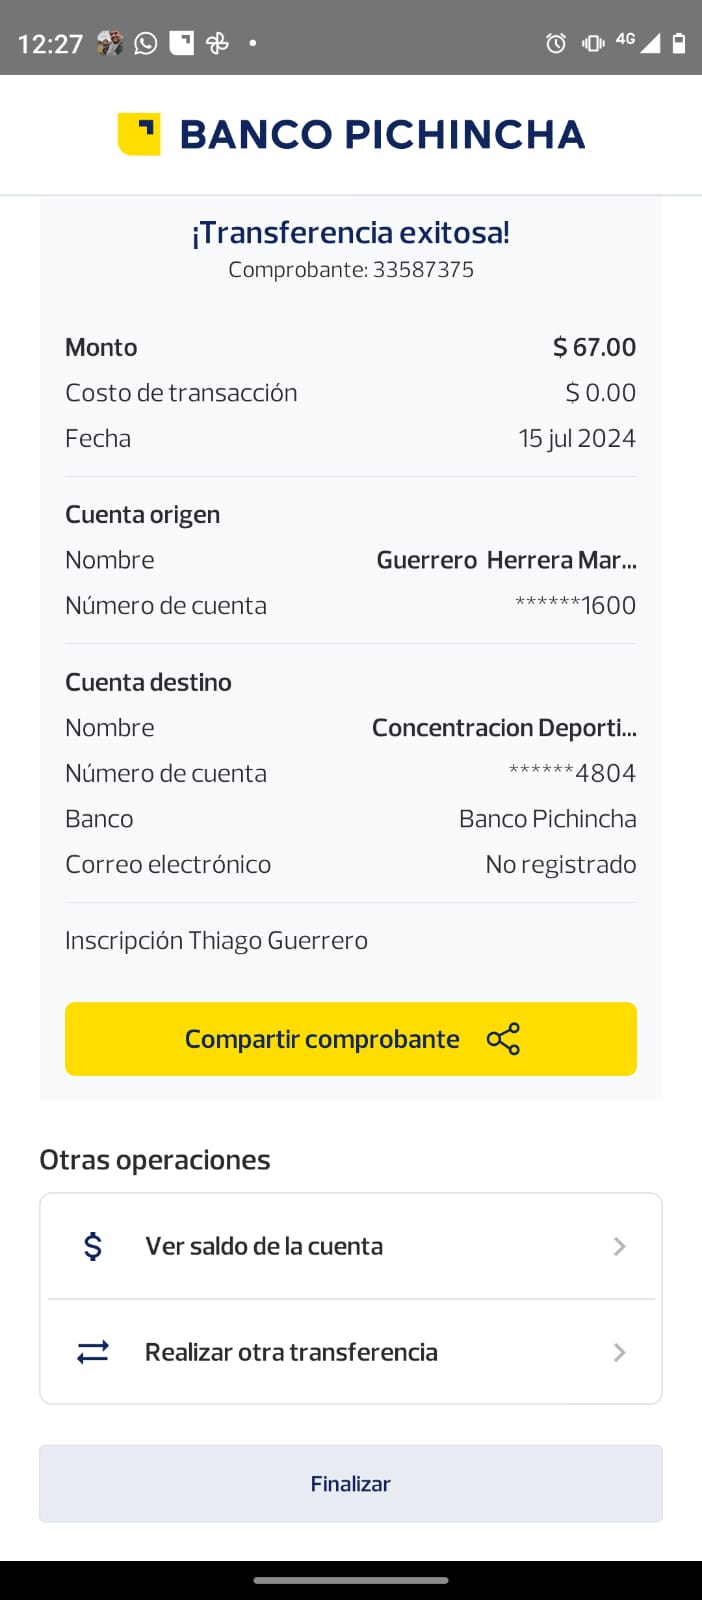 12:27
4G
BANCO PICHINCHA
¡Transferencia exitosa!
Comprobante: 33587375
Monto $ 67.00
Costo de transacción $ 0.00
Fecha 15 jul 2024
Cuenta origen
Nombre Guerrero Herrera Mar...
Número de cuenta ******1600
Cuenta destino
Nombre Concentracion Deporti...
Número de cuenta ******4804
Banco Banco Pichincha
Correo electrónico No registrado
Inscripción Thiago Guerrero
Compartir comprobante
Otras operaciones
Ver saldo de la cuenta
Realizar otra transferencia
Finalizar